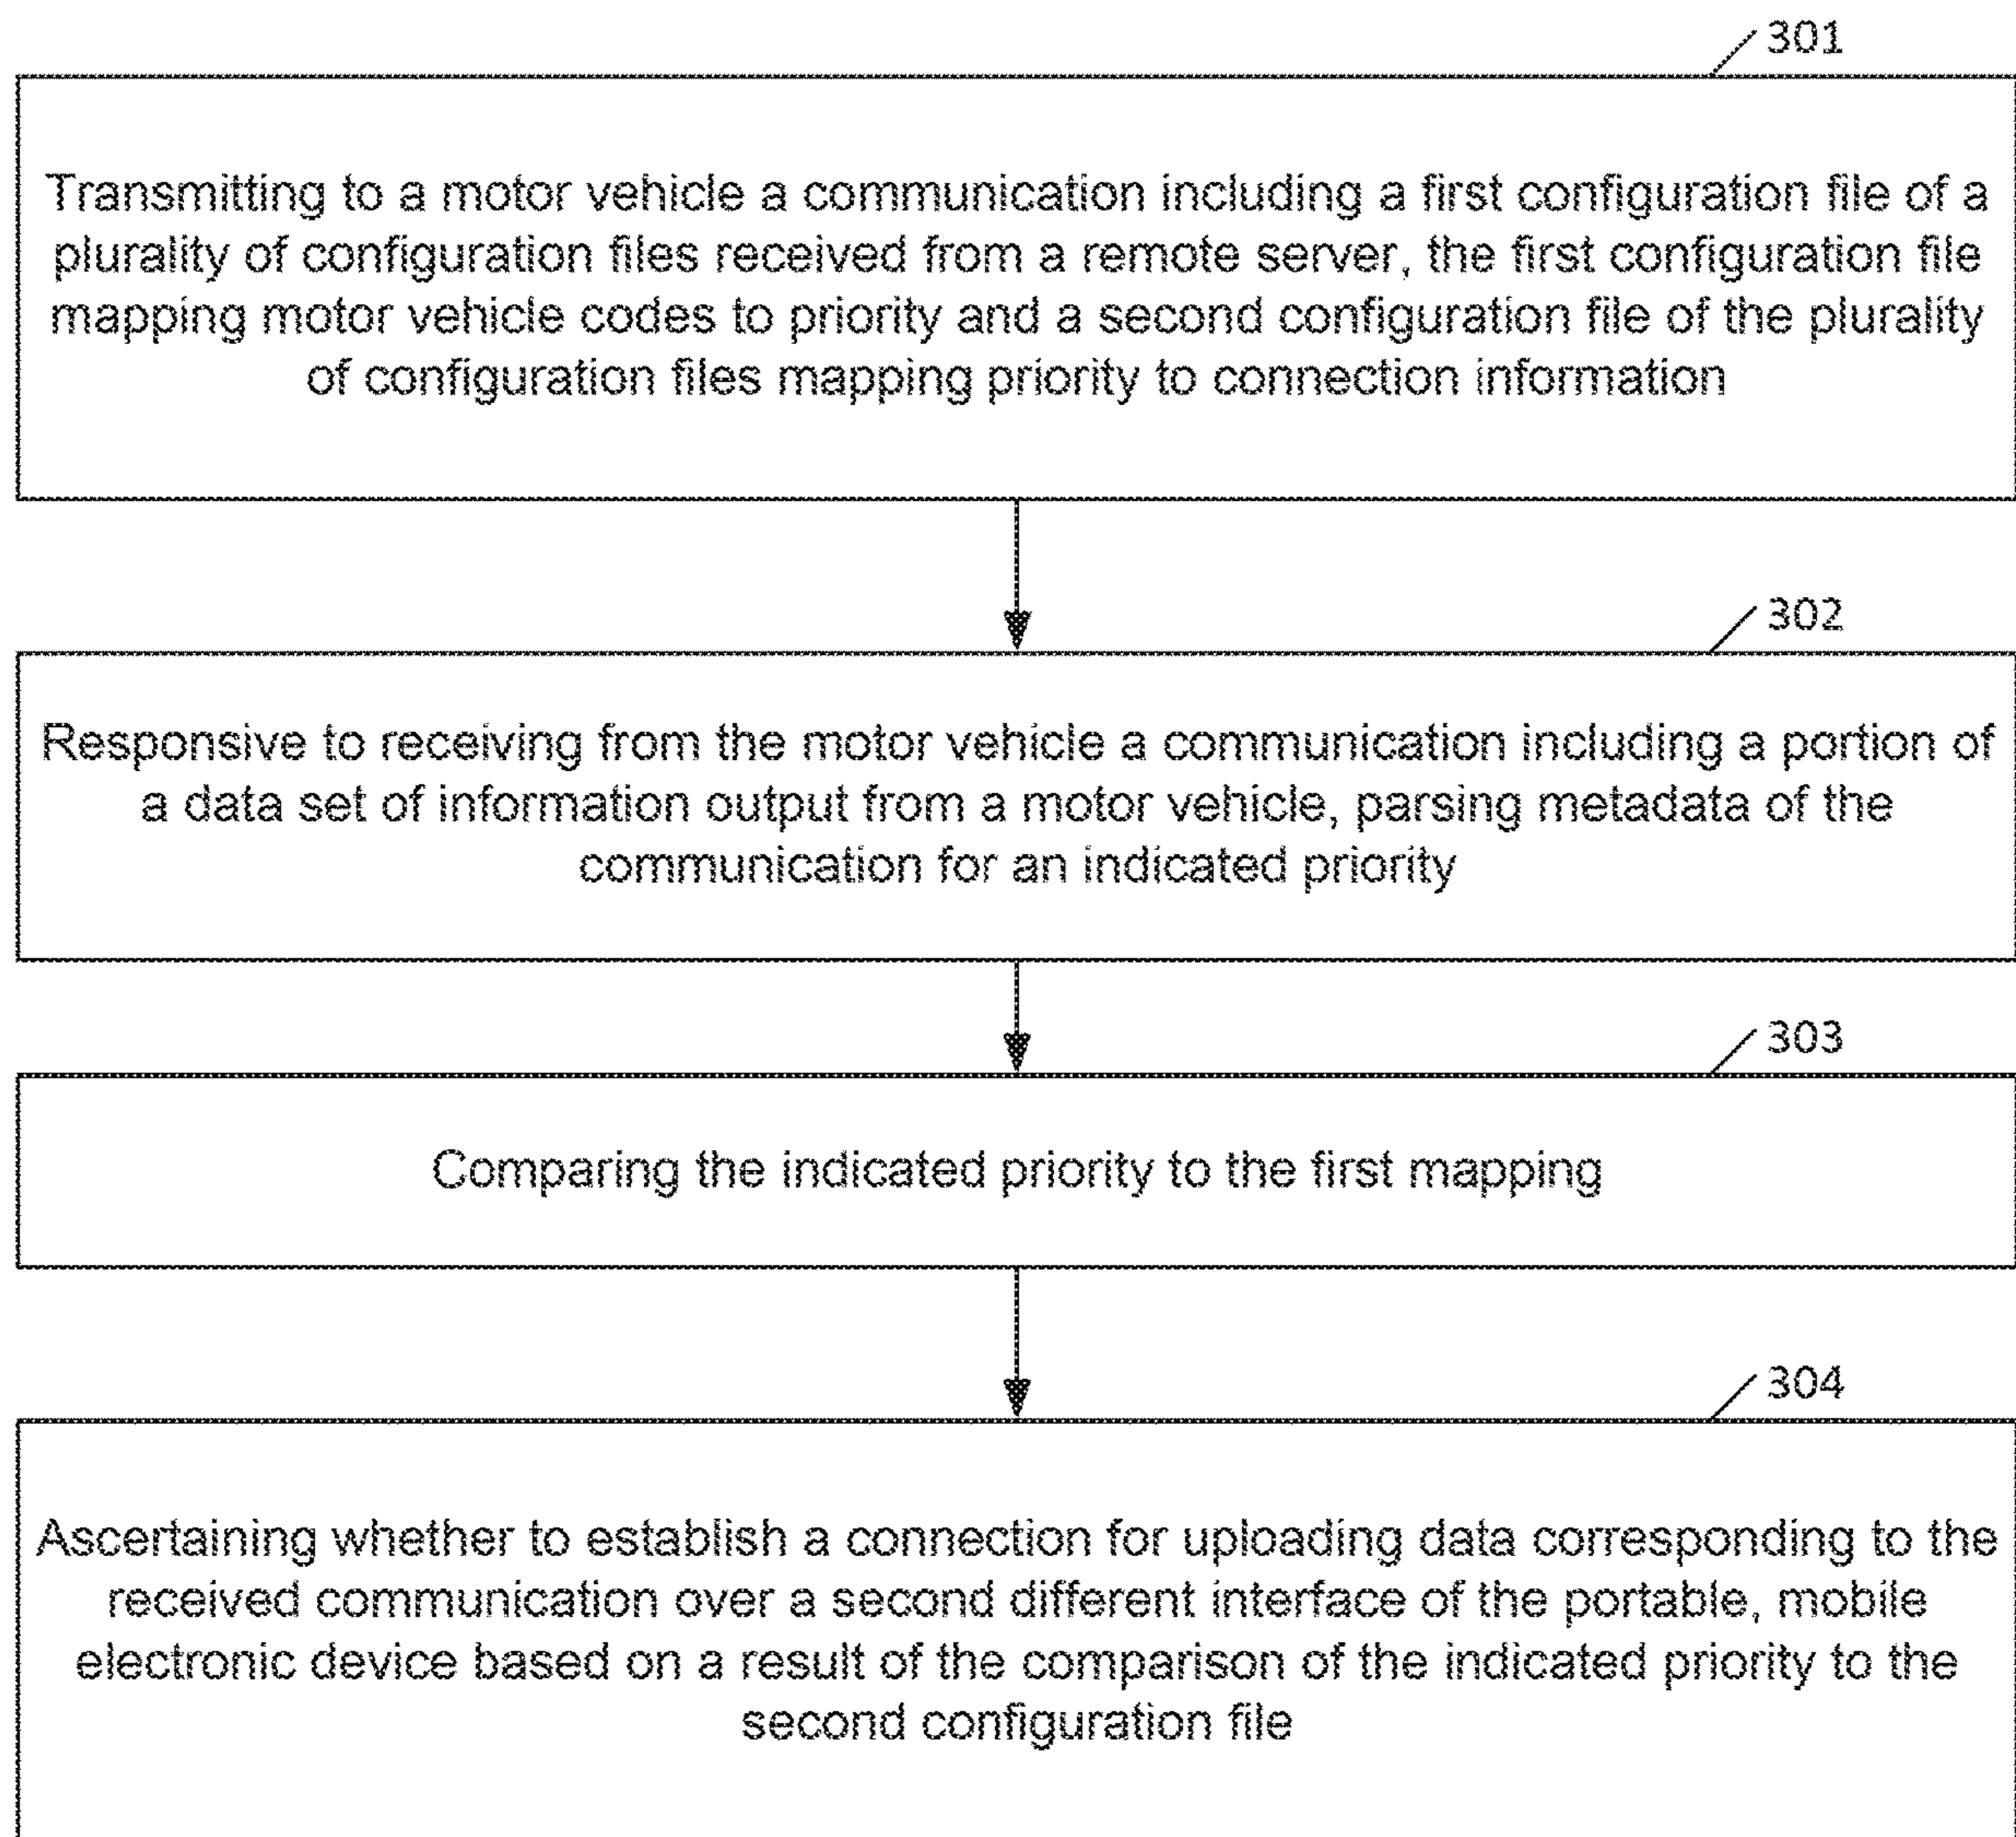 301
Transmitting to a motor vehicle a communication including a first configuration file of a
plurality of configuration files received from a remote server, the first configuration file
mapping motor vehicle codes to priority and a second configuration file of the plurality
of configuration files mapping priority to connection information
302
Responsive to receiving from the motor vehicle a communication including a portion of
a data set of information output from a motor vehicle, parsing metadata of the
communication for an indicated priority
303
Comparing the indicated priority to the first mapping
304
Ascertaining whether to establish a connection for uploading data corresponding to the
received communication over a second different interface of the portable, mobile
electronic device based on a result of the comparison of the indicated priority to the
second configuration file